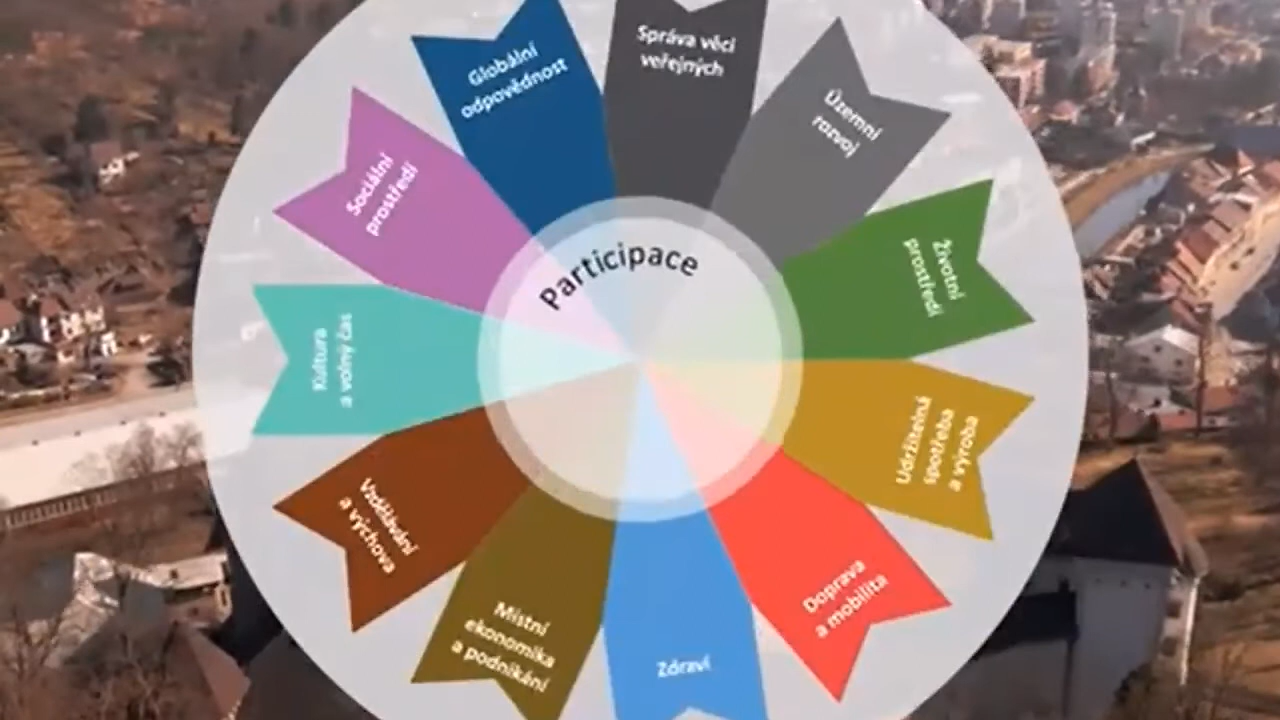 Správa věcí
veřejných
Územní
rozvoj
Životní
prostředí
Udržitelná
spotřeba
a výroba
Doprava
a mobilita
Zdraví
Místní
ekonomika
a podnikání
Vzdělávání
a výchova
Kultura
a volný čas
Sociální
prostředí
Globální
odpovědnost
Participace